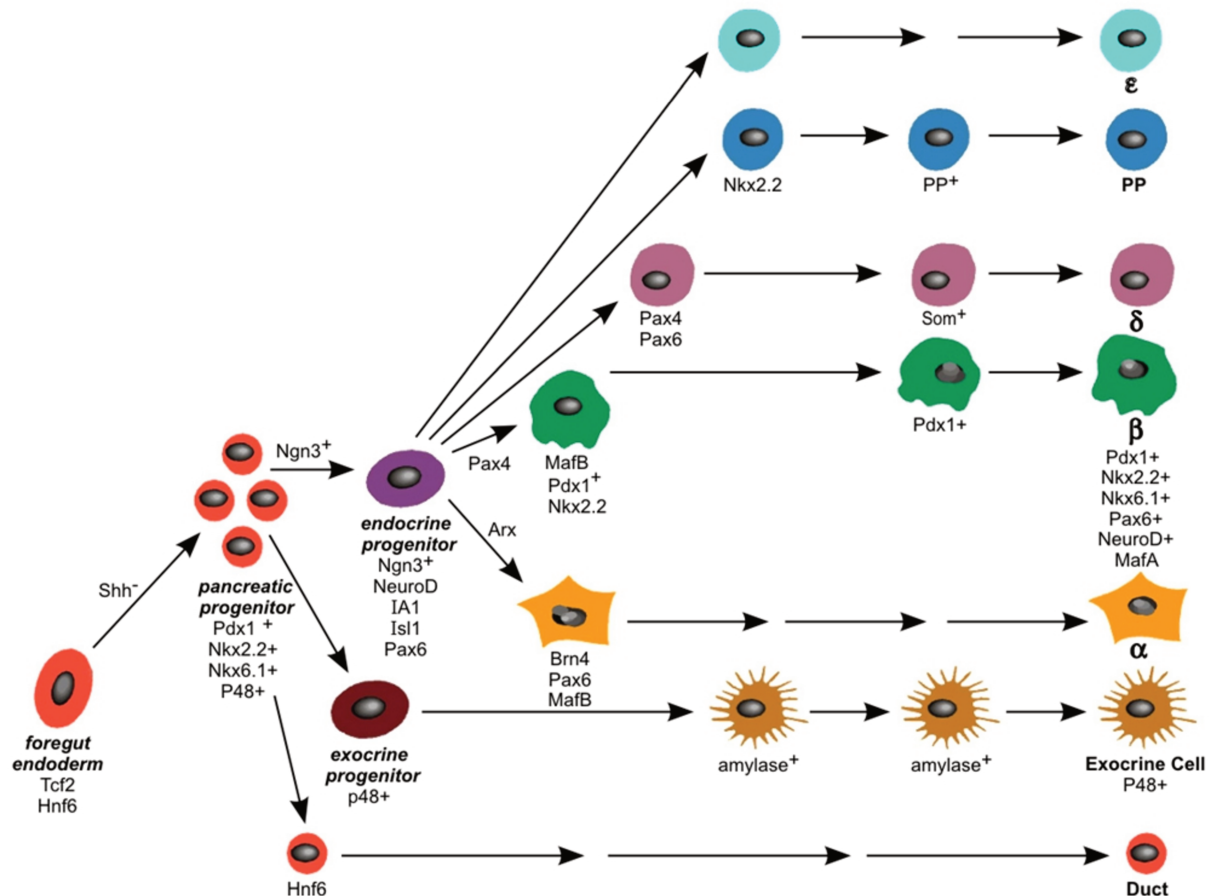 ε
Nkx2.2
PP⁺
PP
Pax4
Pax6
Som⁺
δ
Pdx1+
β
Pdx1+
Nkx2.2+
Nkx6.1+
Pax6+
NeuroD+
MafA
Ngn3⁺
Pax4
MafB
Pdx1⁺
Nkx2.2
endocrine
progenitor
Ngn3⁺
NeuroD
IA1
Isl1
Pax6
Arx
Shh⁻
pancreatic
progenitor
Pdx1 ⁺
Nkx2.2+
Nkx6.1+
P48+
Brn4
Pax6
MafB
α
foregut
endoderm
Tcf2
Hnf6
exocrine
progenitor
p48+
amylase⁺
amylase⁺
Exocrine Cell
P48+
Hnf6
Duct